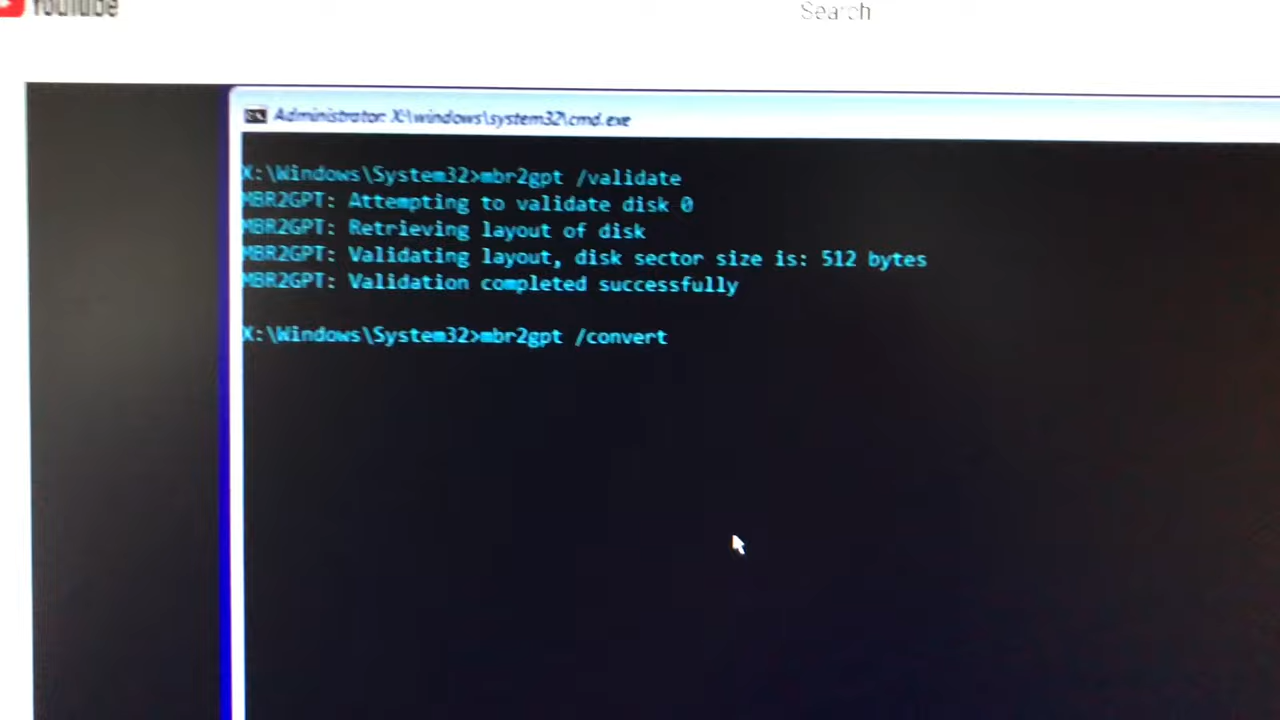 YouTube
Search
Administrator: X:\windows\system32\cmd.exe
X:\Windows\System32>mbr2gpt /validate
MBR2GPT: Attempting to validate disk 0
MBR2GPT: Retrieving layout of disk
MBR2GPT: Validating layout, disk sector size is: 512 bytes
MBR2GPT: Validation completed successfully
X:\Windows\System32>mbr2gpt /convert